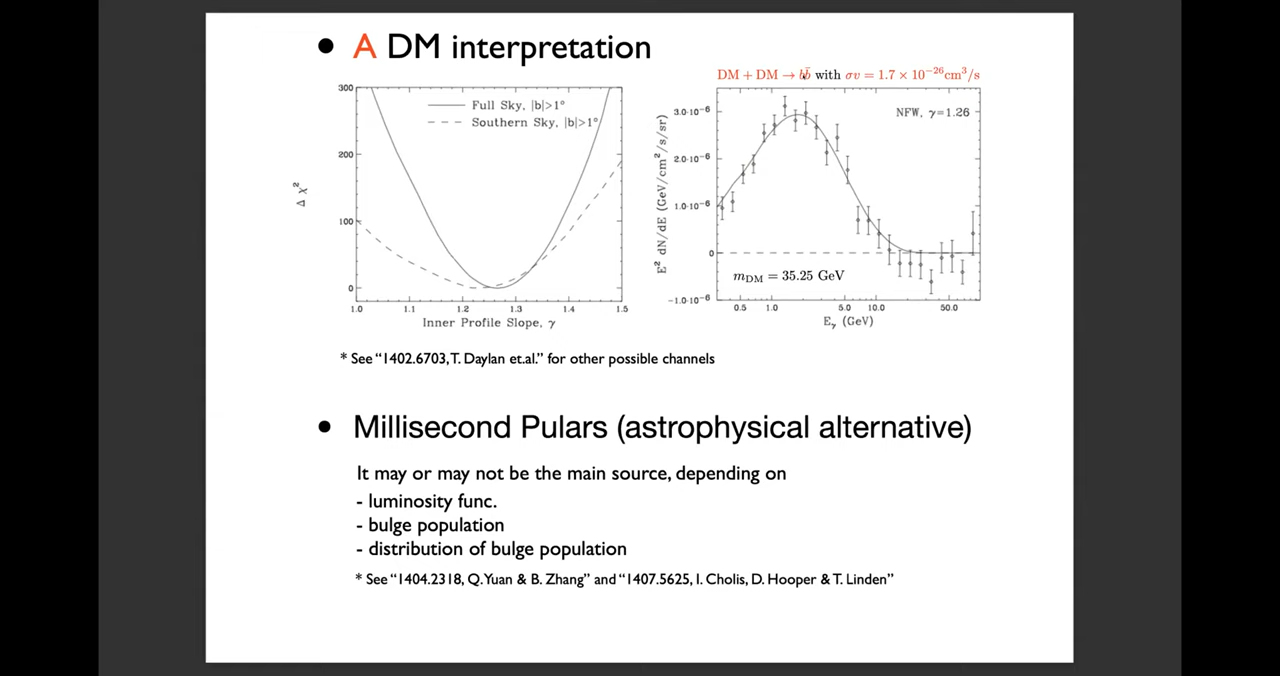 • A DM interpretation
DM + DM → bb̄ with σv = 1.7 × 10⁻²⁶cm³/s
300
200
100
0
Δ χ²
Full Sky, |b|>1°
Southern Sky, |b|>1°
1.0 1.1 1.2 1.3 1.4 1.5
Inner Profile Slope, γ
E² dN/dE (GeV/cm²/s/sr)
3.0·10⁻⁶
2.0·10⁻⁶
1.0·10⁻⁶
0
−1.0·10⁻⁶
NFW, γ=1.26
m_DM = 35.25 GeV
0.5 1.0 5.0 10.0 50.0
Eγ (GeV)
* See “1402.6703, T. Daylan et.al.” for other possible channels
• Millisecond Pulars (astrophysical alternative)
It may or may not be the main source, depending on
- luminosity func.
- bulge population
- distribution of bulge population
* See “1404.2318, Q. Yuan & B. Zhang” and “1407.5625, I. Cholis, D. Hooper & T. Linden”